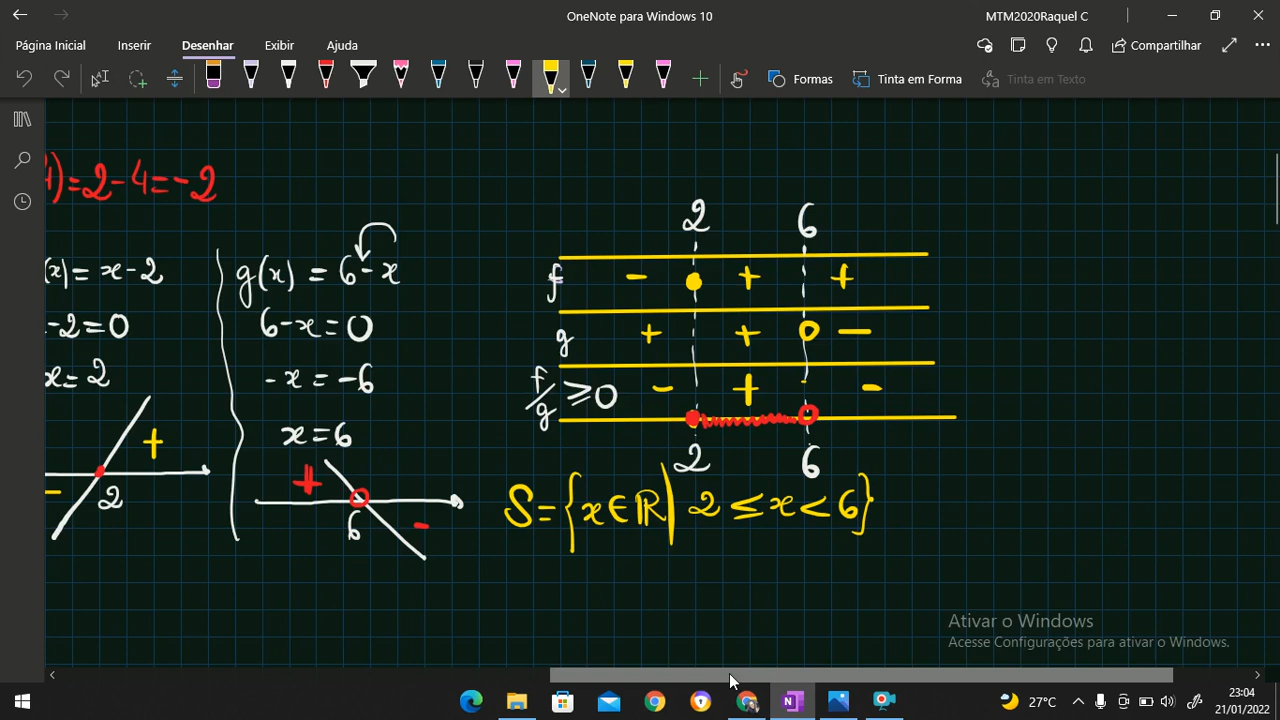 OneNote para Windows 10
MTM2020Raquel C
Página Inicial Inserir Desenhar Exibir Ajuda
Compartilhar
Formas Tinta em Forma Tinta em Texto
)=2-4=-2
(x)=x-2
-2=0
x=2
+
-
2
g(x) = 6-x
6-x=0
-x=-6
x=6
+
6
-
2 6
f - + +
g + + -
f/g ≥0 - + -
2 6
S={x∈ℝ| 2 ≤ x < 6}
Ativar o Windows
Acesse Configurações para ativar o Windows.
27°C
23:04
21/01/2022